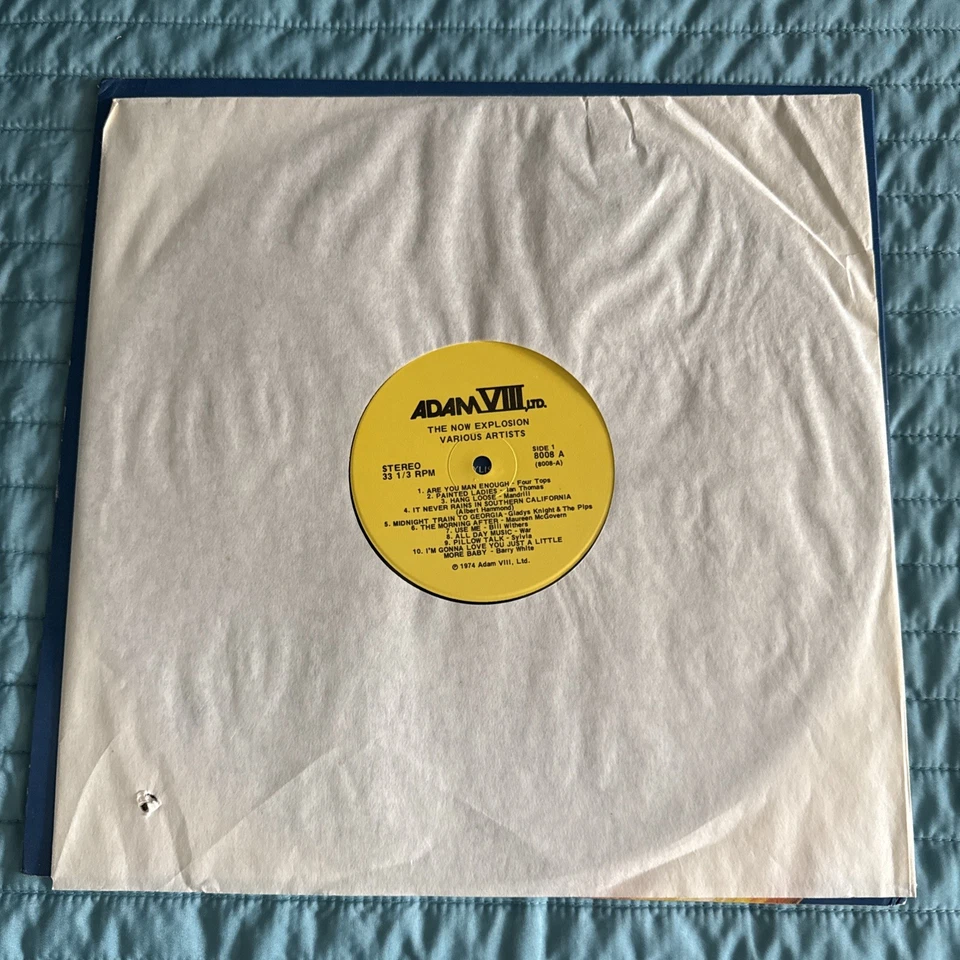 ADAM VIII, LTD.
THE NOW EXPLOSION
VARIOUS ARTISTS
STEREO
33 1/3 RPM
SIDE 1
8008 A
(8008-A)
1. ARE YOU MAN ENOUGH - Four Tops
2. PAINTED LADIES - Ian Thomas
3. HANG LOOSE - Mandrill
4. IT NEVER RAINS IN SOUTHERN CALIFORNIA
(Albert Hammond)
5. MIDNIGHT TRAIN TO GEORGIA - Gladys Knight & The Pips
6. THE MORNING AFTER - Maureen McGovern
7. USE ME - Bill Withers
8. ALL DAY MUSIC - War
9. PILLOW TALK - Sylvia
10. I'M GONNA LOVE YOU JUST A LITTLE
MORE BABY - Barry White
℗ 1974 Adam VIII, Ltd.